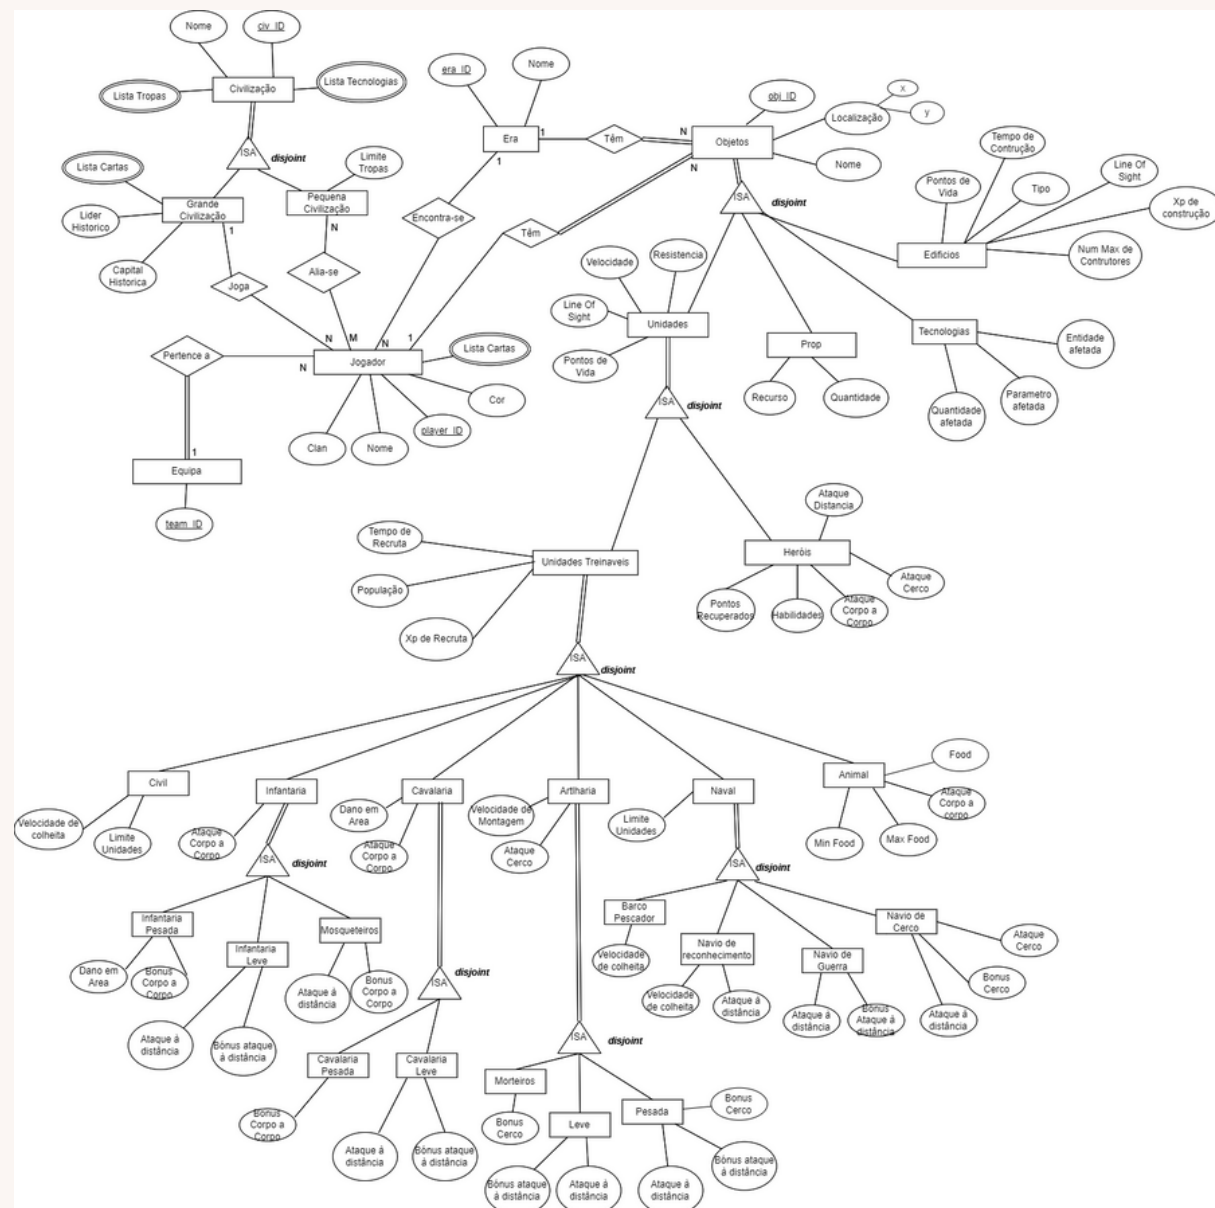 Nome
civ_ID
Lista Tropas
Civilização
Lista Tecnologias
ISA
disjoint
Lista Cartas
Limite
Tropas
Grande
Civilização
Pequena
Civilização
Lider
Historico
Capital
Historica
1
N
Joga
Alia-se
era_ID
Nome
Era
1
Têm
N
Objetos
1
N
obj_ID
Localização
x
y
Nome
Encontra-se
Têm
ISA
disjoint
Tempo de
Contrução
Line Of
Sight
Pontos de
Vida
Tipo
Xp de
construção
Edificios
Num Max de
Contrutores
Velocidade
Resistencia
Line Of
Sight
Unidades
Pontos de
Vida
Prop
Recurso
Quantidade
Tecnologias
Entidade
afetada
Parametro
afetada
Quantidade
afetada
Pertence a
N
N
M
N
1
Jogador
Lista Cartas
Cor
player_ID
Nome
Clan
1
Equipa
team_ID
ISA
disjoint
Ataque
Distancia
Tempo de
Recruta
Unidades Treinaveis
Heróis
População
Xp de Recruta
Pontos
Recuperados
Habilidades
Ataque
Corpo a
Corpo
Ataque
Cerco
ISA
disjoint
Civil
Infantaria
Cavalaria
Artlharia
Naval
Animal
Food
Velocidade de
colheita
Limite
Unidades
Ataque
Corpo a
Corpo
Dano em
Area
Ataque
Corpo a
Corpo
Velocidade de
Montagem
Ataque
Cerco
Limite
Unidades
Min Food
Max Food
Ataque
Corpo a
corpo
ISA
disjoint
ISA
disjoint
Infantaria
Pesada
Infantaria
Leve
Mosqueteiros
Dano em
Area
Bonus
Corpo a
Corpo
Ataque á
distância
Bónus ataque
á distância
Ataque á
distância
Bonus
Corpo a
Corpo
ISA
disjoint
Barco
Pescador
Navio de
reconhecimento
Navio de
Guerra
Navio de
Cerco
Velocidade
de colheita
Velocidade
de colheita
Ataque á
distância
Ataque á
distância
Bónus
Ataque á
distância
Ataque á
distância
Bonus
Cerco
Ataque
Cerco
Cavalaria
Pesada
Cavalaria
Leve
Bonus
Corpo a
Corpo
Ataque á
distância
Bónus ataque
á distância
ISA
disjoint
Morteiros
Leve
Pesada
Bonus
Cerco
Bonus
Cerco
Bónus ataque
á distância
Ataque á
distância
Ataque á
distância
Bónus ataque
á distância